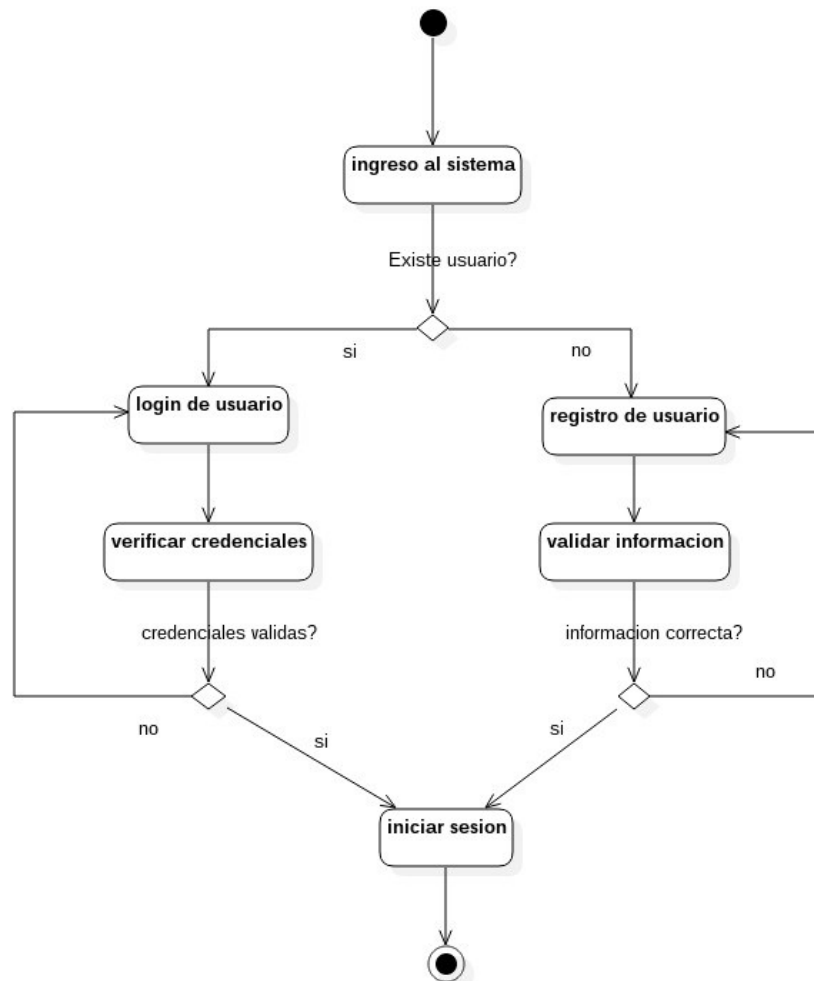 ingreso al sistema
Existe usuario?
si
no
login de usuario
registro de usuario
verificar credenciales
validar informacion
credenciales validas?
informacion correcta?
no
si
si
no
iniciar sesion